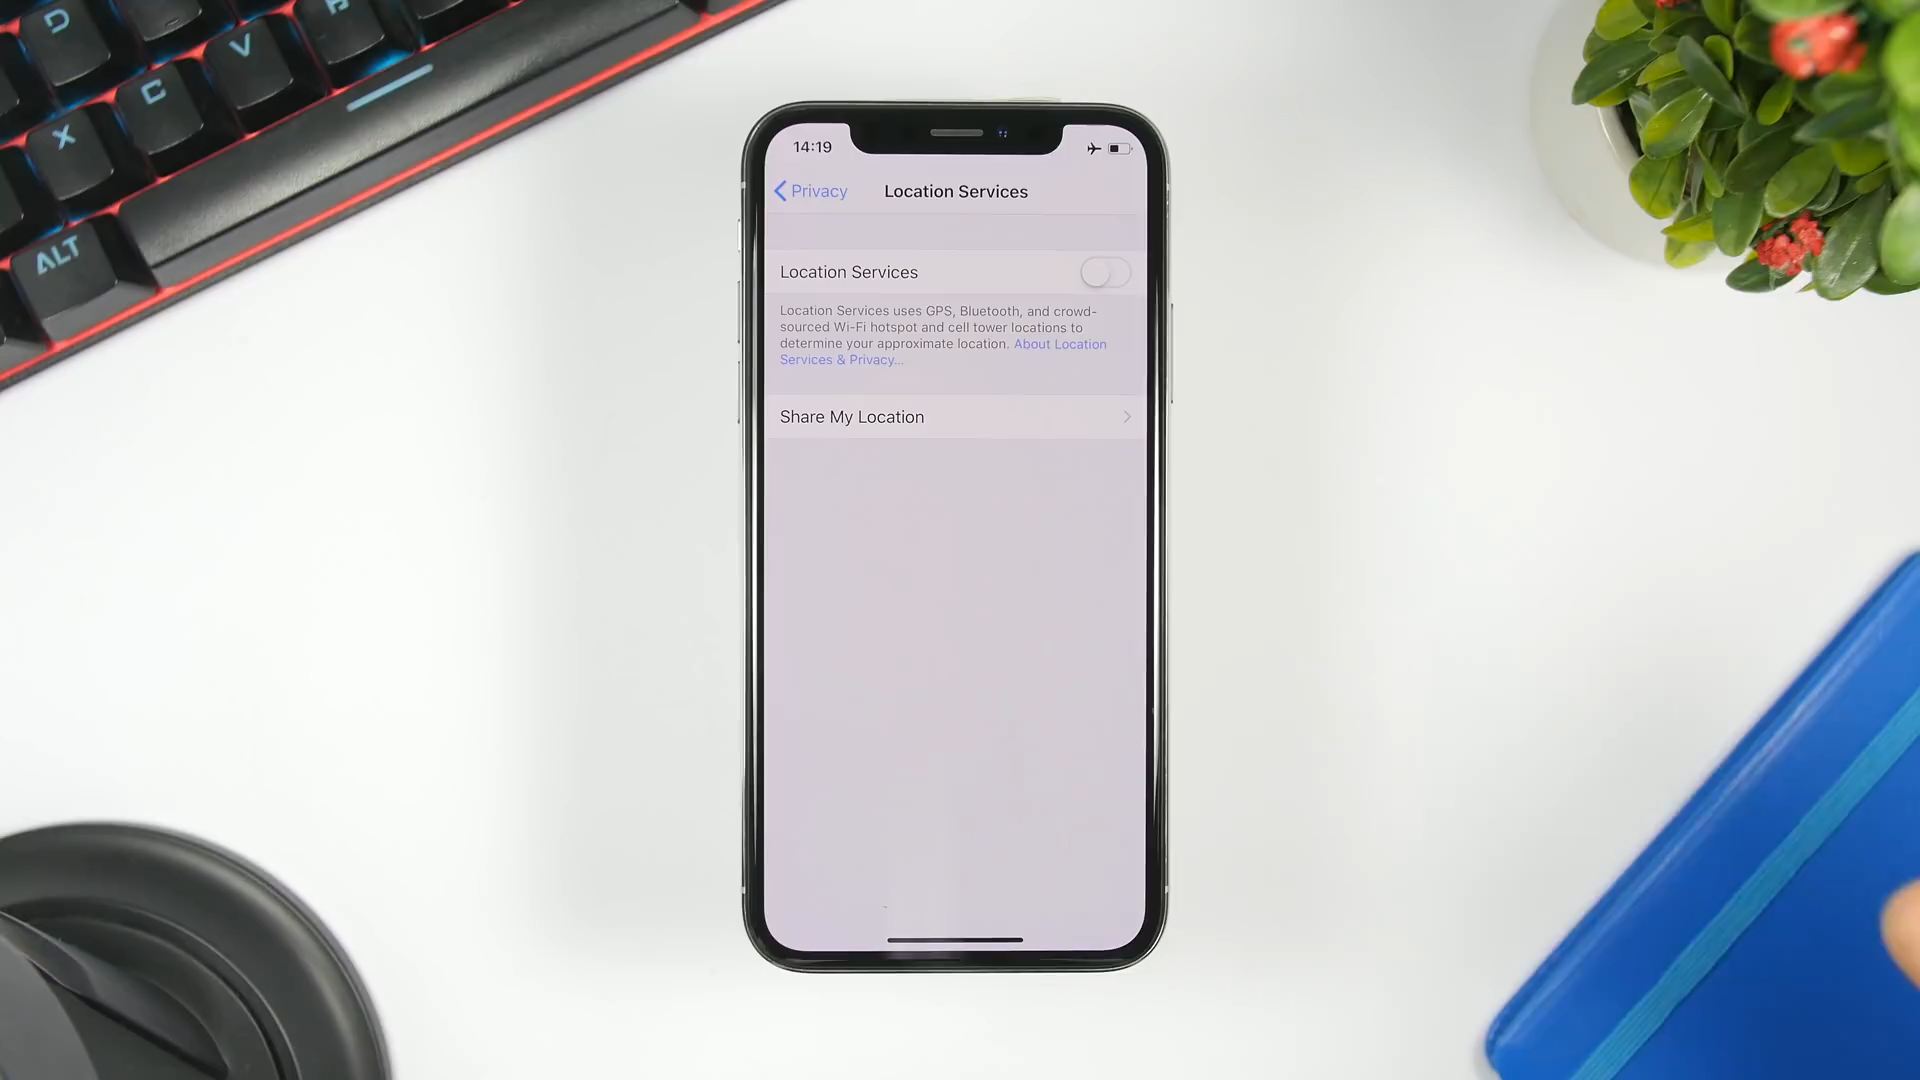 D
V
B
C
X
ALT
14:19
Privacy
Location Services
Location Services
Location Services uses GPS, Bluetooth, and crowd-
sourced Wi-Fi hotspot and cell tower locations to
determine your approximate location. About Location
Services & Privacy...
Share My Location